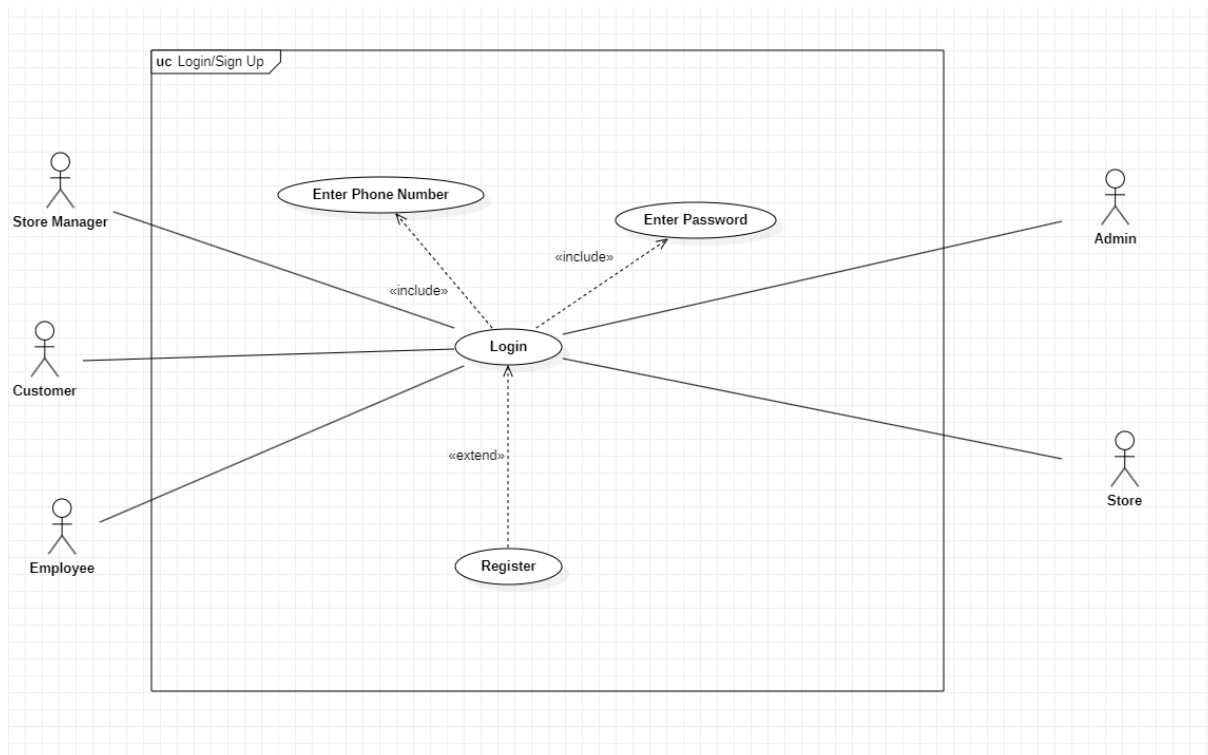 uc Login/Sign Up
Enter Phone Number
Store Manager
Enter Password
Admin
«include»
«include»
Login
Customer
«extend»
Store
Register
Employee